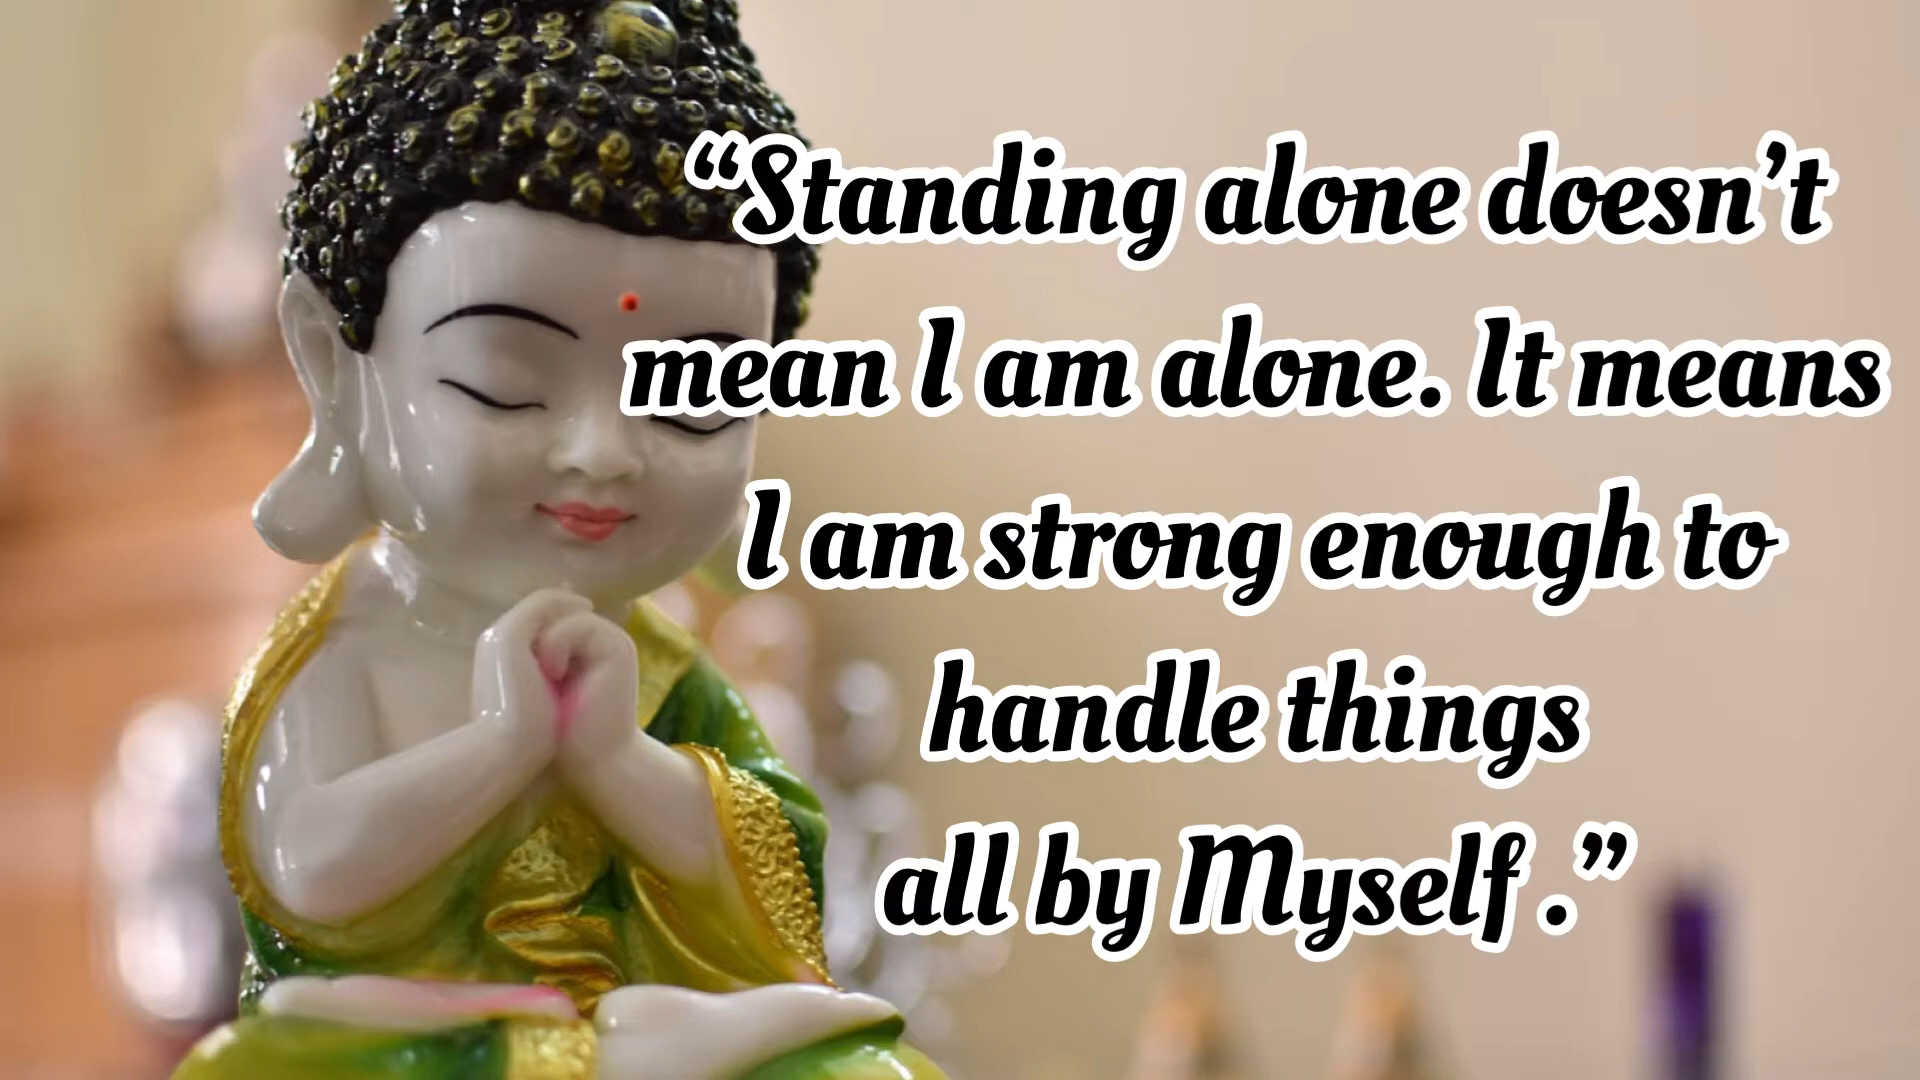 “Standing alone doesn’t
mean I am alone. It means
I am strong enough to
handle things
all by Myself .”